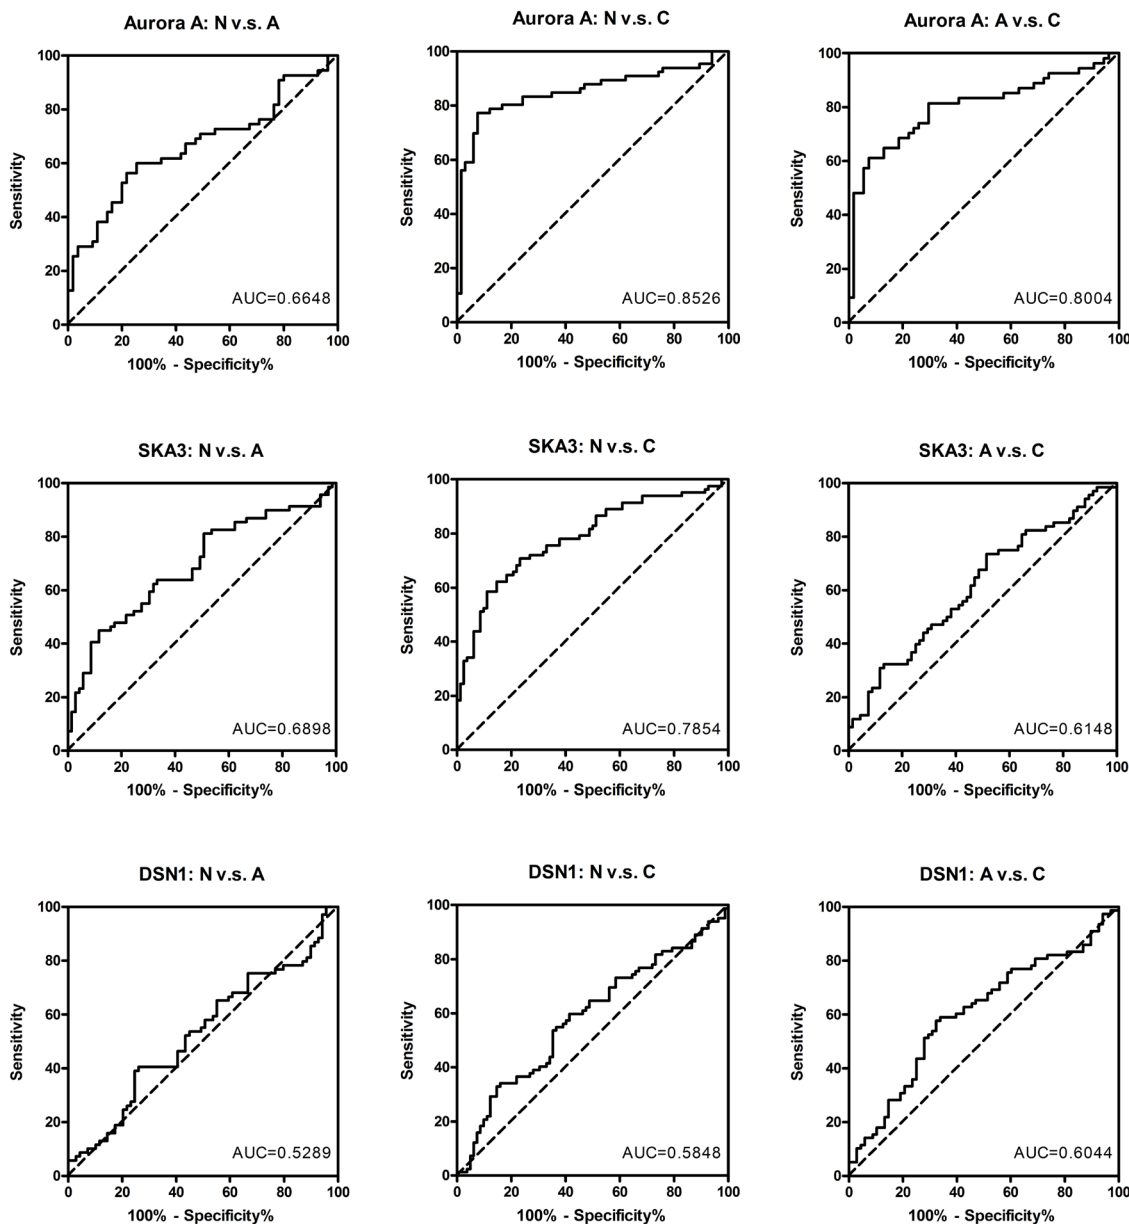 Aurora A: N v.s. A
100
80
60
40
20
0
Sensitivity
AUC=0.6648
0 20 40 60 80 100
100% - Specificity%
Aurora A: N v.s. C
100
80
60
40
20
0
Sensitivity
AUC=0.8526
0 20 40 60 80 100
100% - Specificity%
Aurora A: A v.s. C
100
80
60
40
20
0
Sensitivity
AUC=0.8004
0 20 40 60 80 100
100% - Specificity%
SKA3: N v.s. A
100
80
60
40
20
0
Sensitivity
AUC=0.6898
0 20 40 60 80 100
100% - Specificity%
SKA3: N v.s. C
100
80
60
40
20
0
Sensitivity
AUC=0.7854
0 20 40 60 80 100
100% - Specificity%
SKA3: A v.s. C
100
80
60
40
20
0
Sensitivity
AUC=0.6148
0 20 40 60 80 100
100% - Specificity%
DSN1: N v.s. A
100
80
60
40
20
0
Sensitivity
AUC=0.5289
0 20 40 60 80 100
100% - Specificity%
DSN1: N v.s. C
100
80
60
40
20
0
Sensitivity
AUC=0.5848
0 20 40 60 80 100
100% - Specificity%
DSN1: A v.s. C
100
80
60
40
20
0
Sensitivity
AUC=0.6044
0 20 40 60 80 100
100% - Specificity%